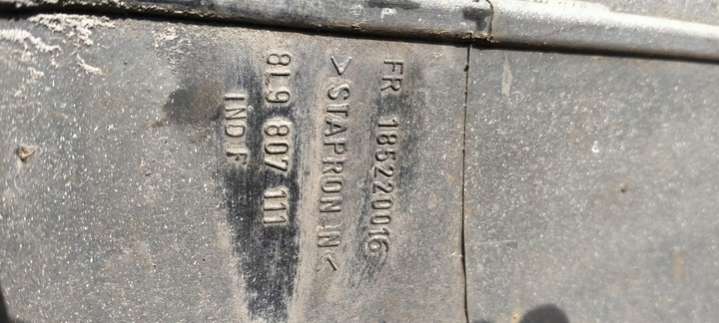 FR 185220016
>STAPRON IN<
8L9 807 111
IND F